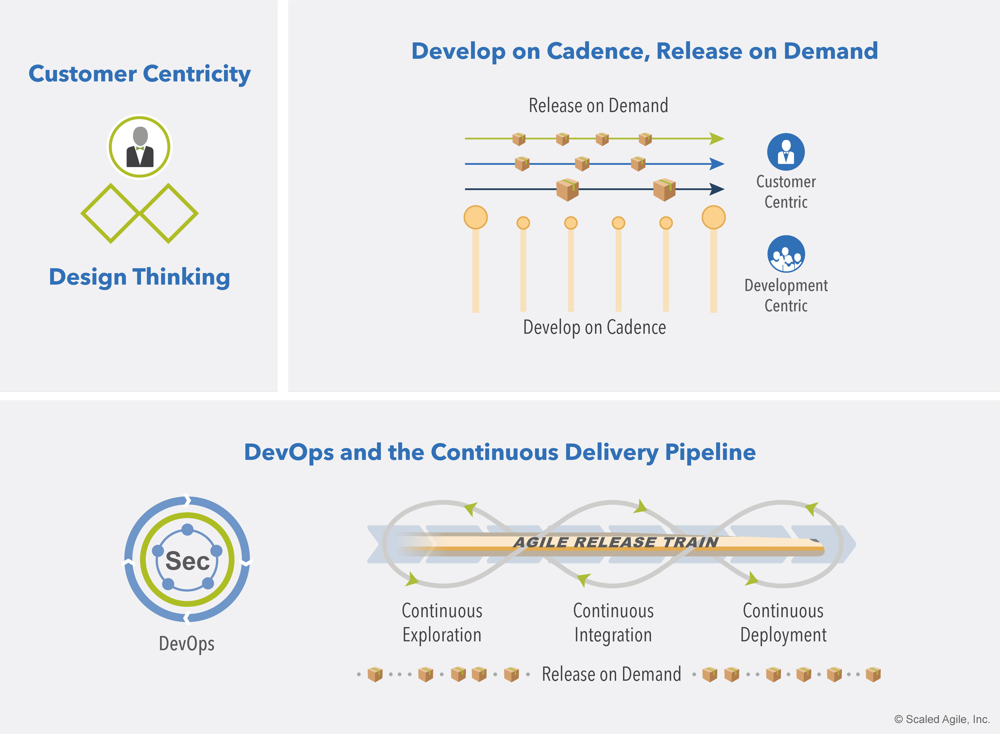 Customer Centricity
Design Thinking
Develop on Cadence, Release on Demand
Release on Demand
Customer
Centric
Development
Centric
Develop on Cadence
DevOps and the Continuous Delivery Pipeline
Sec
DevOps
AGILE RELEASE TRAIN
Continuous
Exploration
Continuous
Integration
Continuous
Deployment
Release on Demand
© Scaled Agile, Inc.